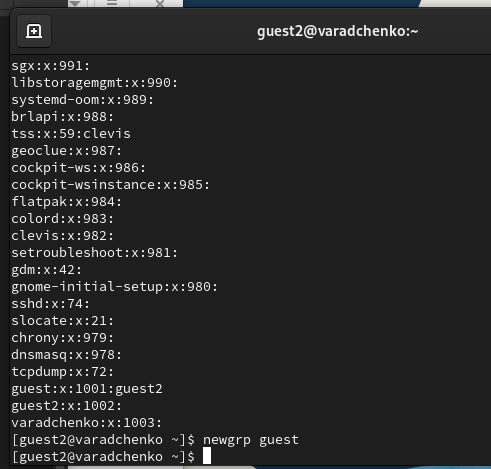 guest2@varadchenko:~
sgx:x:991:
libstoragemgmt:x:990:
systemd-oom:x:989:
brlapi:x:988:
tss:x:59:clevis
geoclue:x:987:
cockpit-ws:x:986:
cockpit-wsinstance:x:985:
flatpak:x:984:
colord:x:983:
clevis:x:982:
setroubleshoot:x:981:
gdm:x:42:
gnome-initial-setup:x:980:
sshd:x:74:
slocate:x:21:
chrony:x:979:
dnsmasq:x:978:
tcpdump:x:72:
guest:x:1001:guest2
guest2:x:1002:
varadchenko:x:1003:
[guest2@varadchenko ~]$ newgrp guest
[guest2@varadchenko ~]$